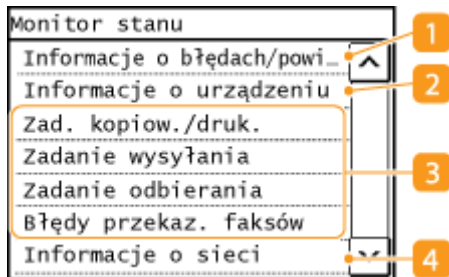 Monitor stanu
Informacje o błędach/powi… 1
Informacje o urządzeniu 2
Zad. kopiow./druk.
Zadanie wysyłania
Zadanie odbierania 3
Błędy przekaz. faksów
Informacje o sieci 4